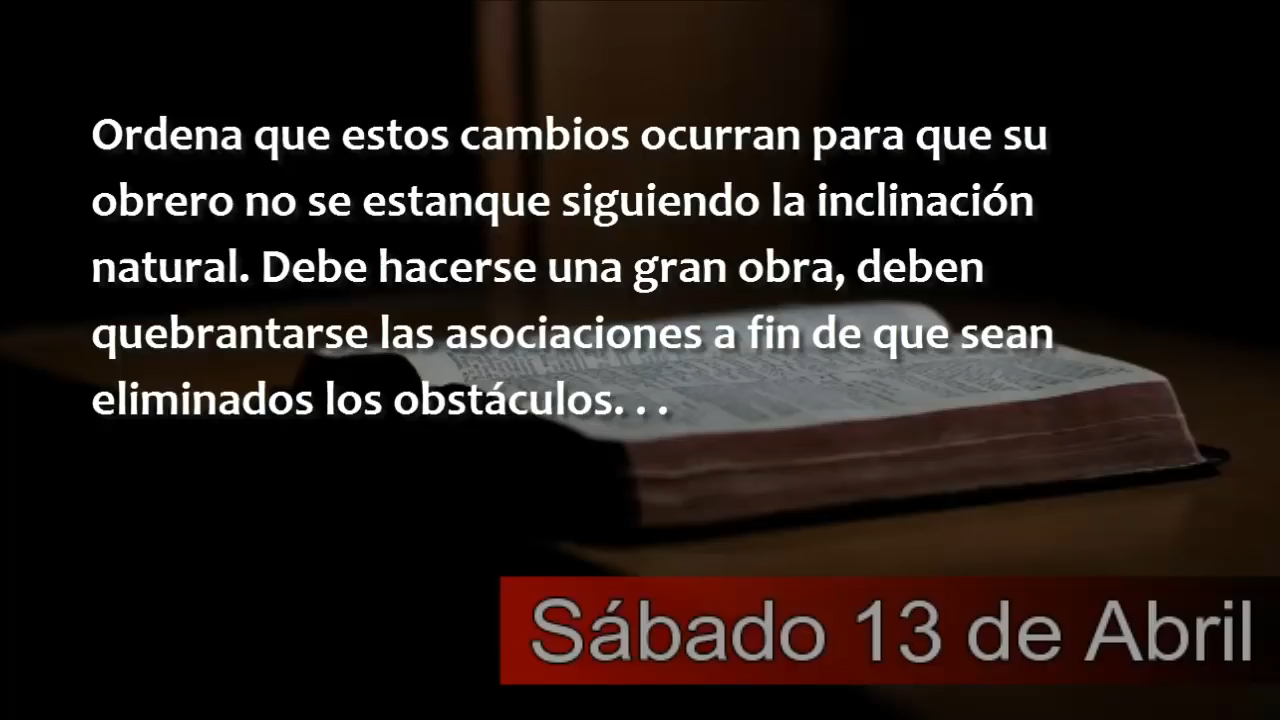 Ordena que estos cambios ocurran para que su
obrero no se estanque siguiendo la inclinación
natural. Debe hacerse una gran obra, deben
quebrantarse las asociaciones a fin de que sean
eliminados los obstáculos. . .
Sábado 13 de Abril